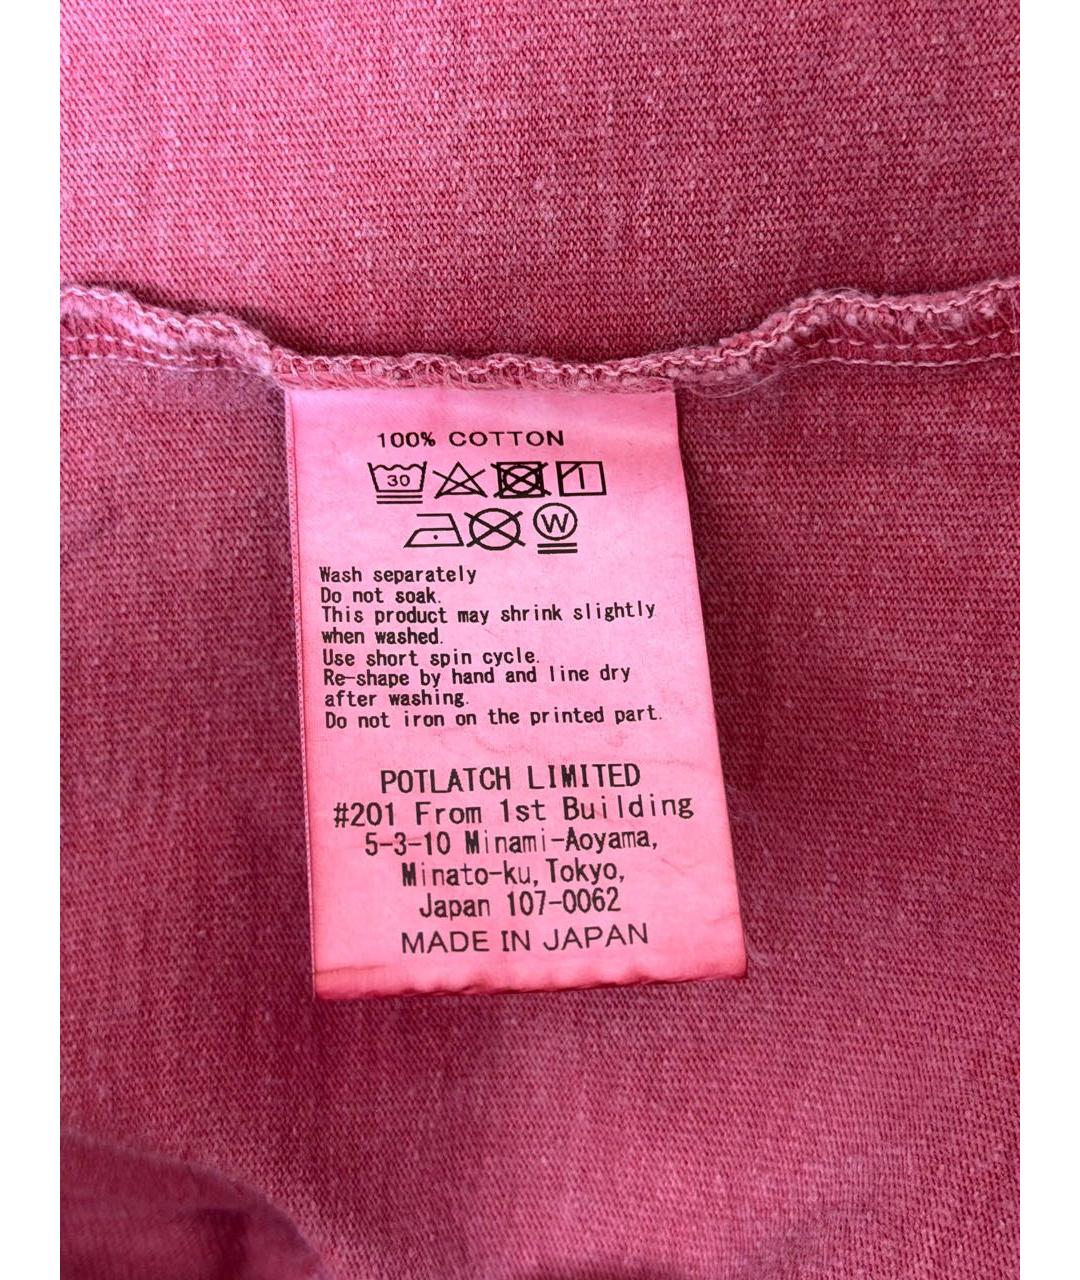 100% COTTON
30
W
Wash separately
Do not soak.
This product may shrink slightly
when washed.
Use short spin cycle.
Re-shape by hand and line dry
after washing.
Do not iron on the printed part.
POTLATCH LIMITED
#201 From 1st Building
5-3-10 Minami-Aoyama,
Minato-ku, Tokyo,
Japan 107-0062
MADE IN JAPAN